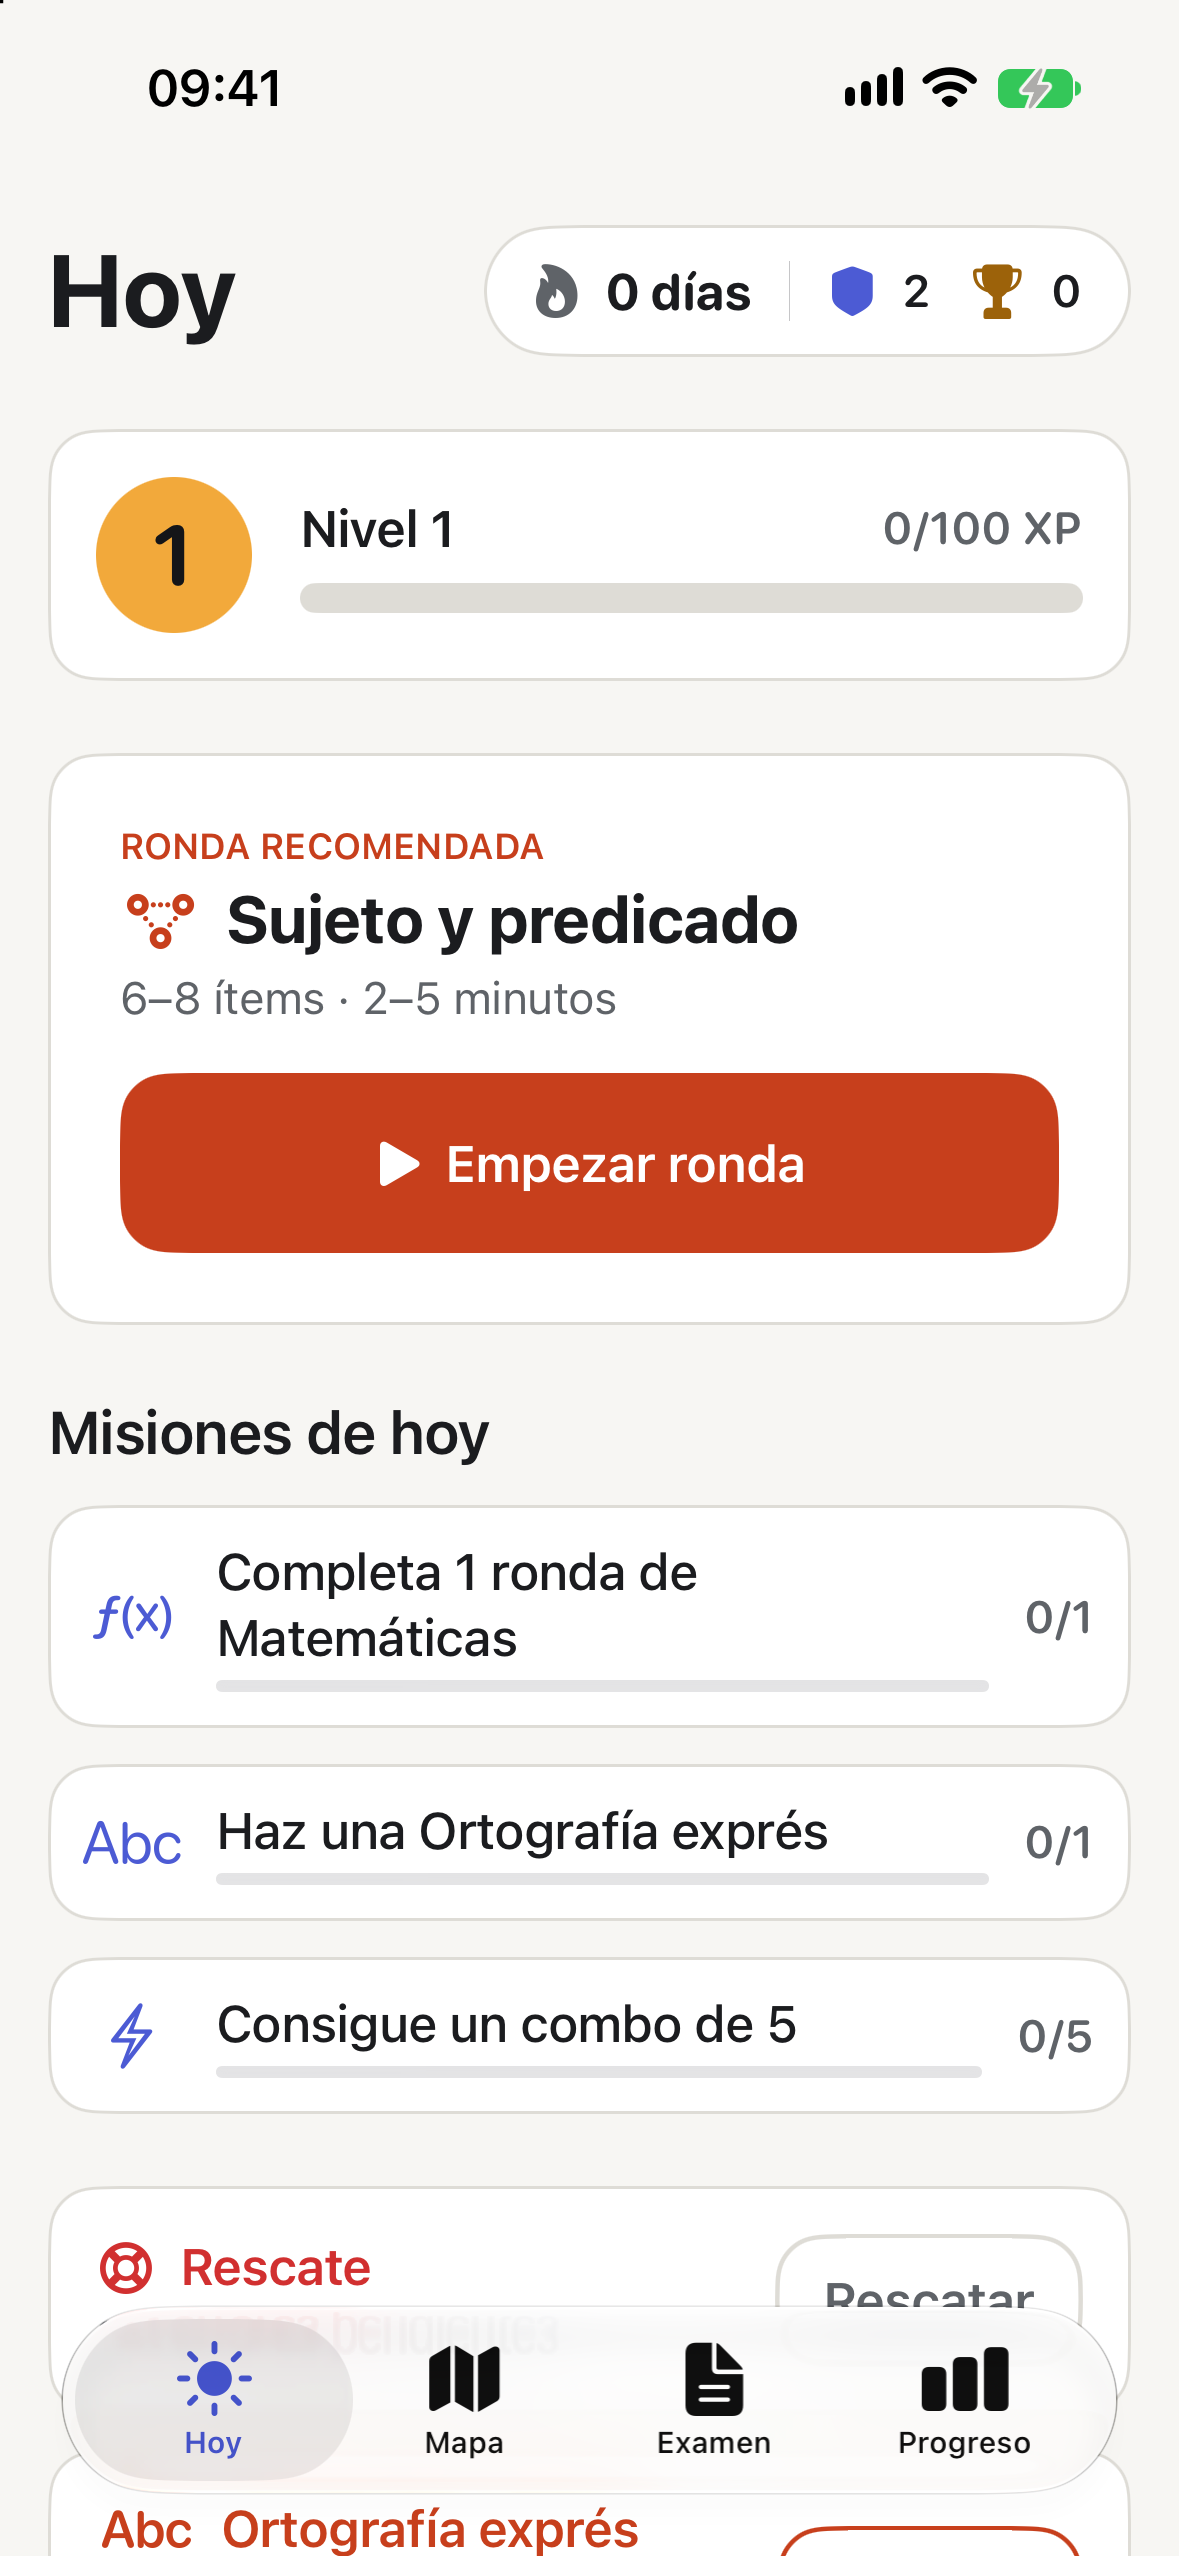 09:41
Hoy
0 días
2
0
1
Nivel 1
0/100 XP
RONDA RECOMENDADA
Sujeto y predicado
6–8 ítems · 2–5 minutos
Empezar ronda
Misiones de hoy
f(x)
Completa 1 ronda de
Matemáticas
0/1
Abc
Haz una Ortografía exprés
0/1
Consigue un combo de 5
0/5
Rescate
Rescatar
Hoy
Mapa
Examen
Progreso
Abc
Ortografía exprés